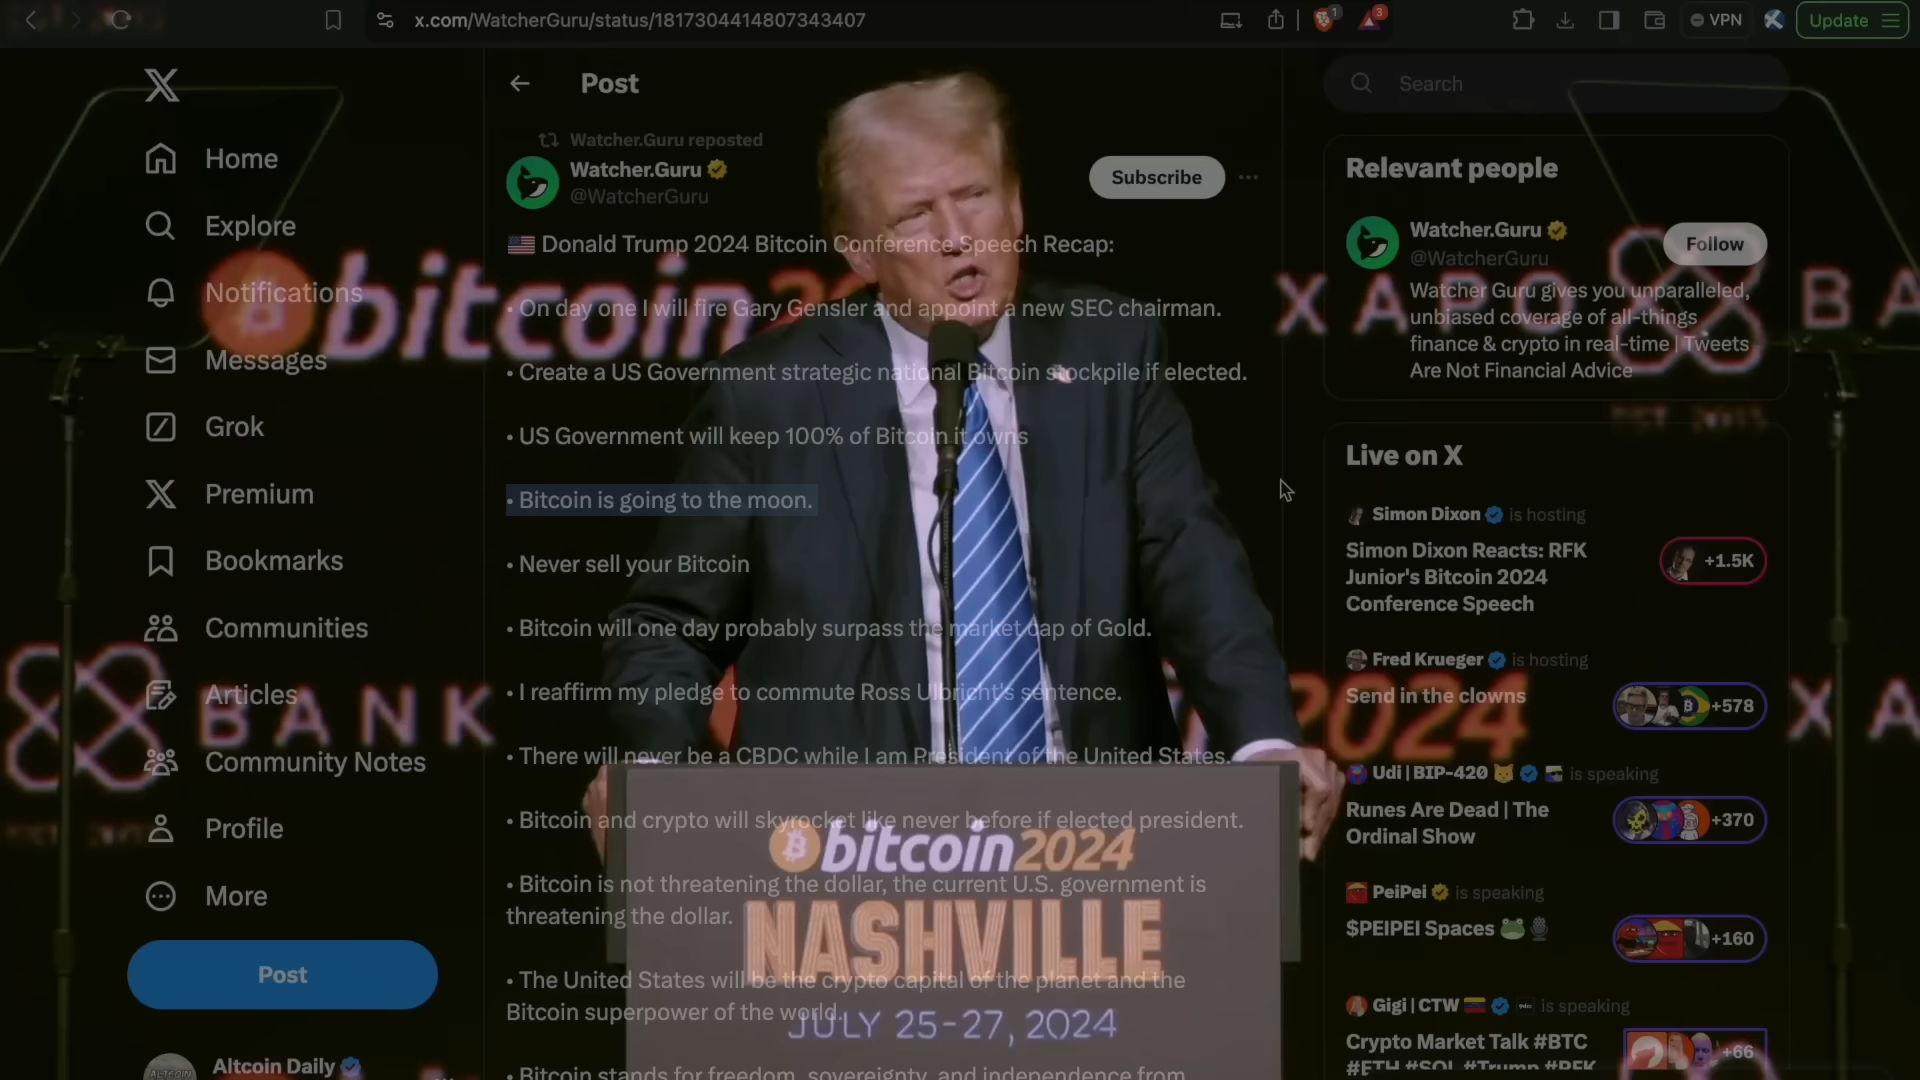 x.com/WatcherGuru/status/1817304414807343407
1
3
VPN
Update
Post
Search
Home
Explore
Notifications
Messages
Grok
Premium
Bookmarks
Communities
Articles
Community Notes
Profile
More
Post
Altcoin Daily
Watcher.Guru reposted
Watcher.Guru
@WatcherGuru
Subscribe
Donald Trump 2024 Bitcoin Conference Speech Recap:
• On day one I will fire Gary Gensler and appoint a new SEC chairman.
• Create a US Government strategic national Bitcoin stockpile if elected.
• US Government will keep 100% of Bitcoin it owns
• Bitcoin is going to the moon.
• Never sell your Bitcoin
• Bitcoin will one day probably surpass the market cap of Gold.
• I reaffirm my pledge to commute Ross Ulbricht's sentence.
• There will never be a CBDC while I am President of the United States.
• Bitcoin and crypto will skyrocket like never before if elected president.
• Bitcoin is not threatening the dollar, the current U.S. government is
threatening the dollar.
• The United States will be the crypto capital of the planet and the
Bitcoin superpower of the world.
• Bitcoin stands for freedom, sovereignty, and independence from
Relevant people
Watcher.Guru
@WatcherGuru
Follow
Watcher Guru gives you unparalleled,
unbiased coverage of all-things
finance & crypto in real-time | Tweets
Are Not Financial Advice
Live on X
Simon Dixon is hosting
Simon Dixon Reacts: RFK
Junior's Bitcoin 2024
Conference Speech
+1.5K
Fred Krueger is hosting
Send in the clowns
+578
Udi | BIP-420 is speaking
Runes Are Dead | The
Ordinal Show
+370
PeiPei is speaking
$PEIPEI Spaces
+160
Gigi | CTW is speaking
Crypto Market Talk #BTC
#ETH #SOL #Trump #RFK
+66
bitcoin 2
XAPO BA
BANK
2024
XA
bitcoin2024
NASHVILLE
JULY 25-27, 2024